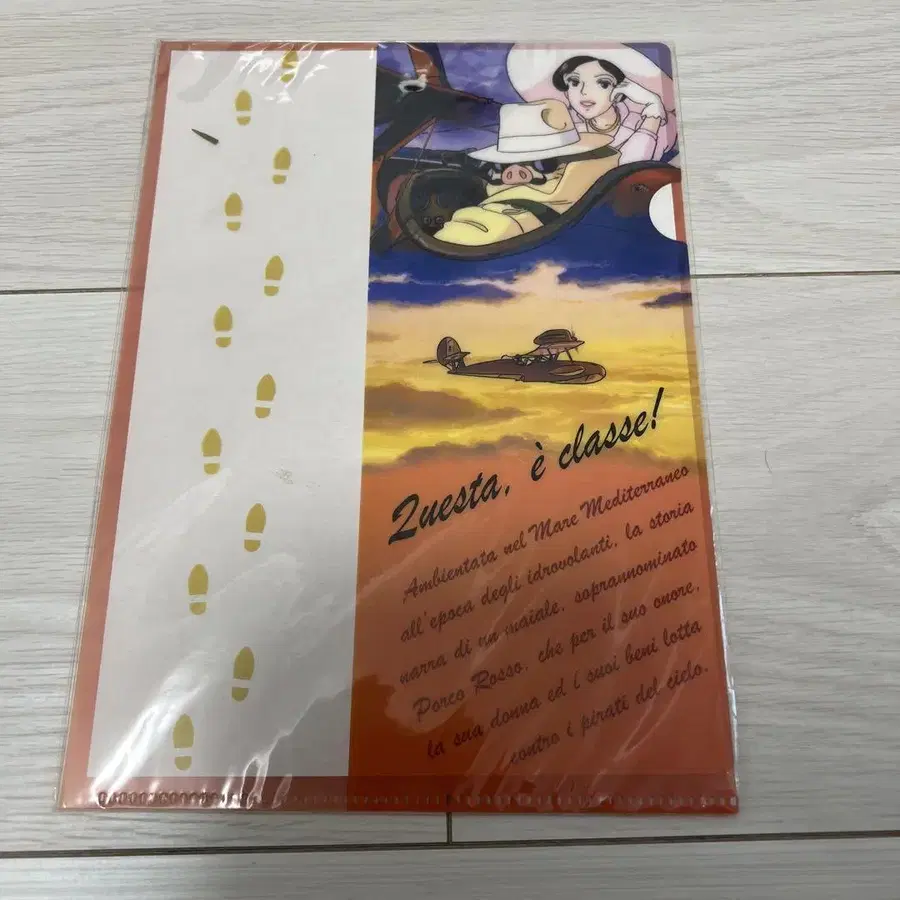 Questa, è classe!
Ambientata nel Mare Mediterraneo
all'epoca degli idrovolanti, la storia
narra di un maiale, soprannominato
Porco Rosso, che per il suo onore,
la sua donna ed i suoi beni lotta
contro i pirati del cielo.